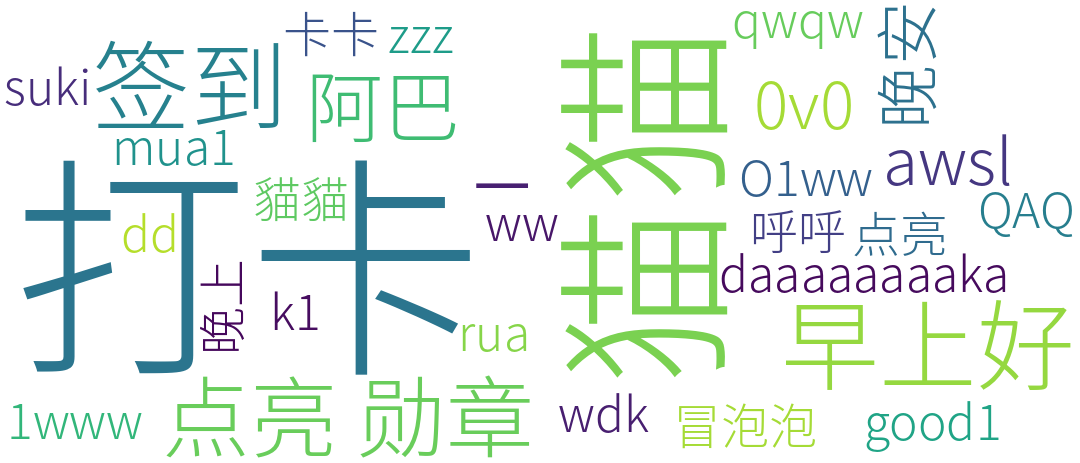 签到
卡卡
zzz
suki
阿巴
mua1
打卡
貓貓
dd
晚上
k1
一
ww
rua
1www
点亮
勋章
猫猫
qwqw
晚安
0v0
awsl
O1ww
QAQ
呼呼
点亮
daaaaaaaaka
早上好
wdk
冒泡泡
good1